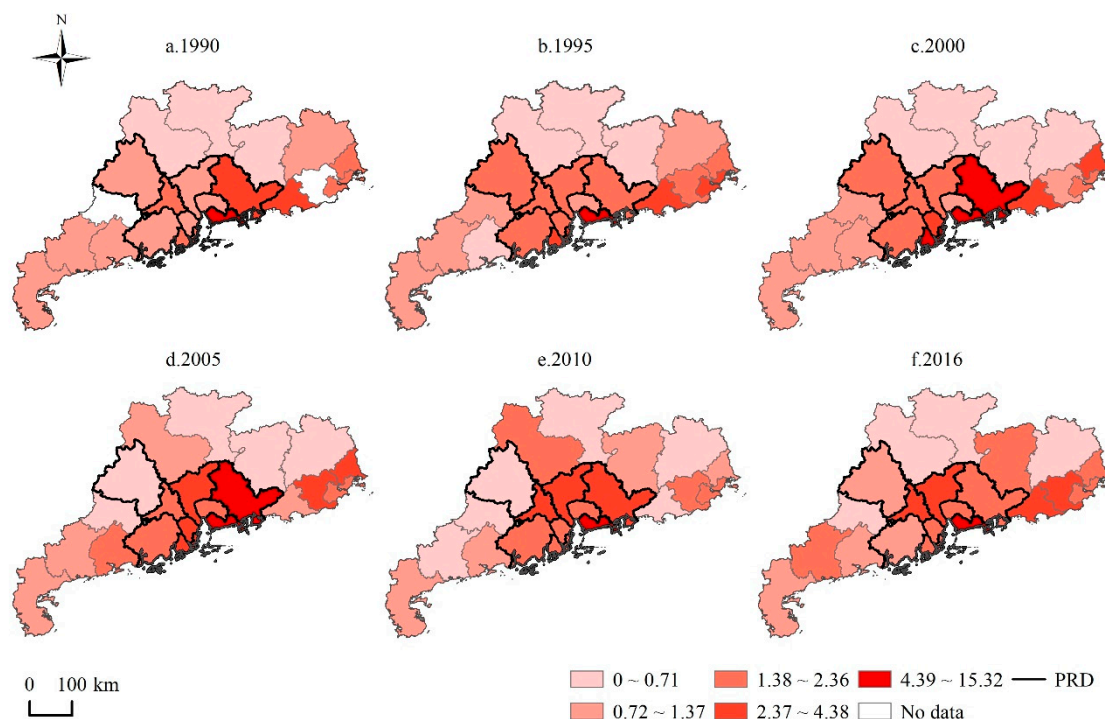 N
a.1990
b.1995
c.2000
d.2005
e.2010
f.2016
0 100 km
0 ~ 0.71
1.38 ~ 2.36
4.39 ~ 15.32
PRD
0.72 ~ 1.37
2.37 ~ 4.38
No data